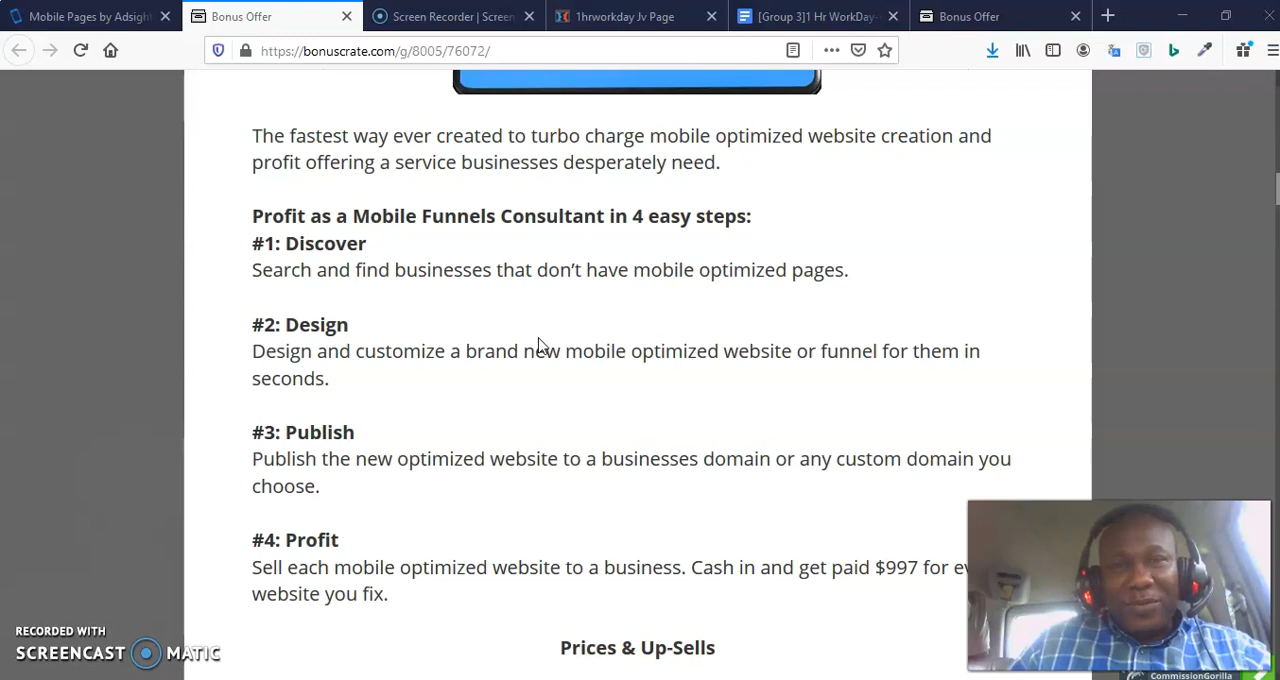 Mobile Pages by Adsight
Bonus Offer
Screen Recorder | Screen
1hrworkday Jv Page
[Group 3]1 Hr WorkDay-
Bonus Offer
https://bonuscrate.com/g/8005/76072/
The fastest way ever created to turbo charge mobile optimized website creation and
profit offering a service businesses desperately need.
Profit as a Mobile Funnels Consultant in 4 easy steps:
#1: Discover
Search and find businesses that don’t have mobile optimized pages.
#2: Design
Design and customize a brand new mobile optimized website or funnel for them in
seconds.
#3: Publish
Publish the new optimized website to a businesses domain or any custom domain you
choose.
#4: Profit
Sell each mobile optimized website to a business. Cash in and get paid $997 for ev
website you fix.
Prices & Up-Sells
RECORDED WITH
SCREENCAST MATIC
CommissionGorilla